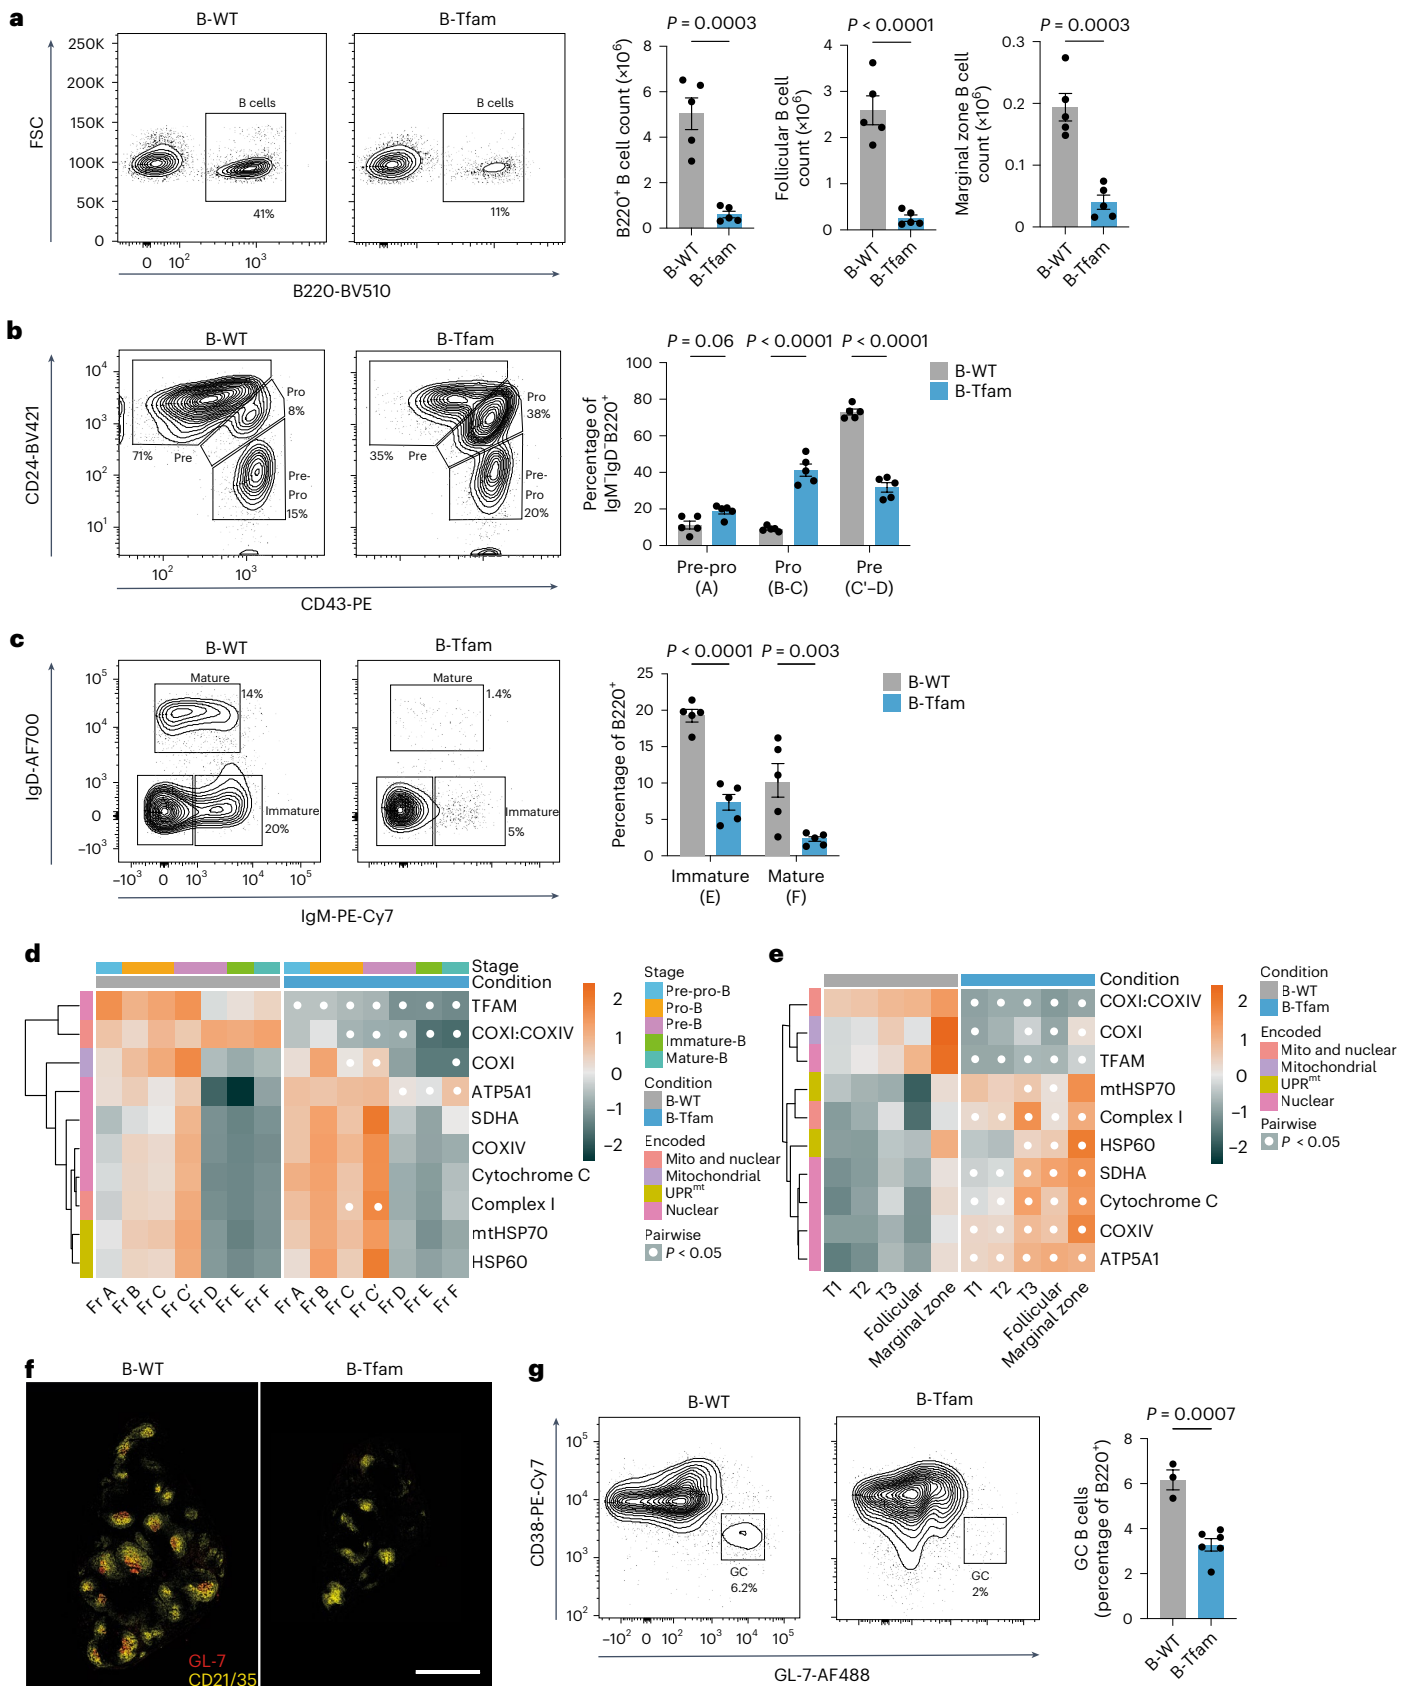 a
B-WT
B-Tfam
250K
200K
150K
100K
50K
0
FSC
B cells
41%
B cells
11%
0 10² 10³
B220-BV510
P = 0.0003
B220⁺ B cell count (×10⁶)
8
6
4
2
0
B-WT
B-Tfam
P < 0.0001
Follicular B cell
count (×10⁶)
4
3
2
1
0
B-WT
B-Tfam
P = 0.0003
Marginal zone B cell
count (×10⁶)
0.3
0.2
0.1
0
B-WT
B-Tfam
b
B-WT
B-Tfam
CD24-BV421
10⁴
10³
10²
10¹
Pro
8%
71% Pre
Pre-
Pro
15%
Pro
38%
35% Pre
Pre-
Pro
20%
10² 10³
CD43-PE
P = 0.06 P < 0.0001 P < 0.0001
Percentage of
IgM⁻IgD⁻B220⁺
100
80
60
40
20
0
Pre-pro
(A)
Pro
(B-C)
Pre
(C′–D)
B-WT
B-Tfam
c
B-WT
B-Tfam
IgD-AF700
10⁵
10⁴
10³
0
−10³
Mature
14%
Immature
20%
Mature
1.4%
Immature
5%
−10³ 0 10³ 10⁴ 10⁵
IgM-PE-Cy7
P < 0.0001 P = 0.003
Percentage of B220⁺
25
20
15
10
5
0
Immature
(E)
Mature
(F)
B-WT
B-Tfam
d
Stage
Condition
TFAM
COXI:COXIV
COXI
ATP5A1
SDHA
COXIV
Cytochrome C
Complex I
mtHSP70
HSP60
Fr A
Fr B
Fr C
Fr C′
Fr D
Fr E
Fr F
Fr A
Fr B
Fr C
Fr C′
Fr D
Fr E
Fr F
2
1
0
−1
−2
Stage
Pre-pro-B
Pro-B
Pre-B
Immature-B
Mature-B
Condition
B-WT
B-Tfam
Encoded
Mito and nuclear
Mitochondrial
UPRᵐᵗ
Nuclear
Pairwise
P < 0.05
e
Condition
COXI:COXIV
COXI
TFAM
mtHSP70
Complex I
HSP60
SDHA
Cytochrome C
COXIV
ATP5A1
T1
T2
T3
Follicular
Marginal zone
T1
T2
T3
Follicular
Marginal zone
2
1
0
−1
−2
Condition
B-WT
B-Tfam
Encoded
Mito and nuclear
Mitochondrial
UPRᵐᵗ
Nuclear
Pairwise
P < 0.05
f
B-WT
B-Tfam
GL-7
CD21/35
g
B-WT
B-Tfam
CD38-PE-Cy7
10⁵
10⁴
10³
10²
GC
6.2%
GC
2%
−10² 0 10² 10³ 10⁴ 10⁵
GL-7-AF488
P = 0.0007
GC B cells
(percentage of B220⁺)
8
6
4
2
0
B-WT
B-Tfam